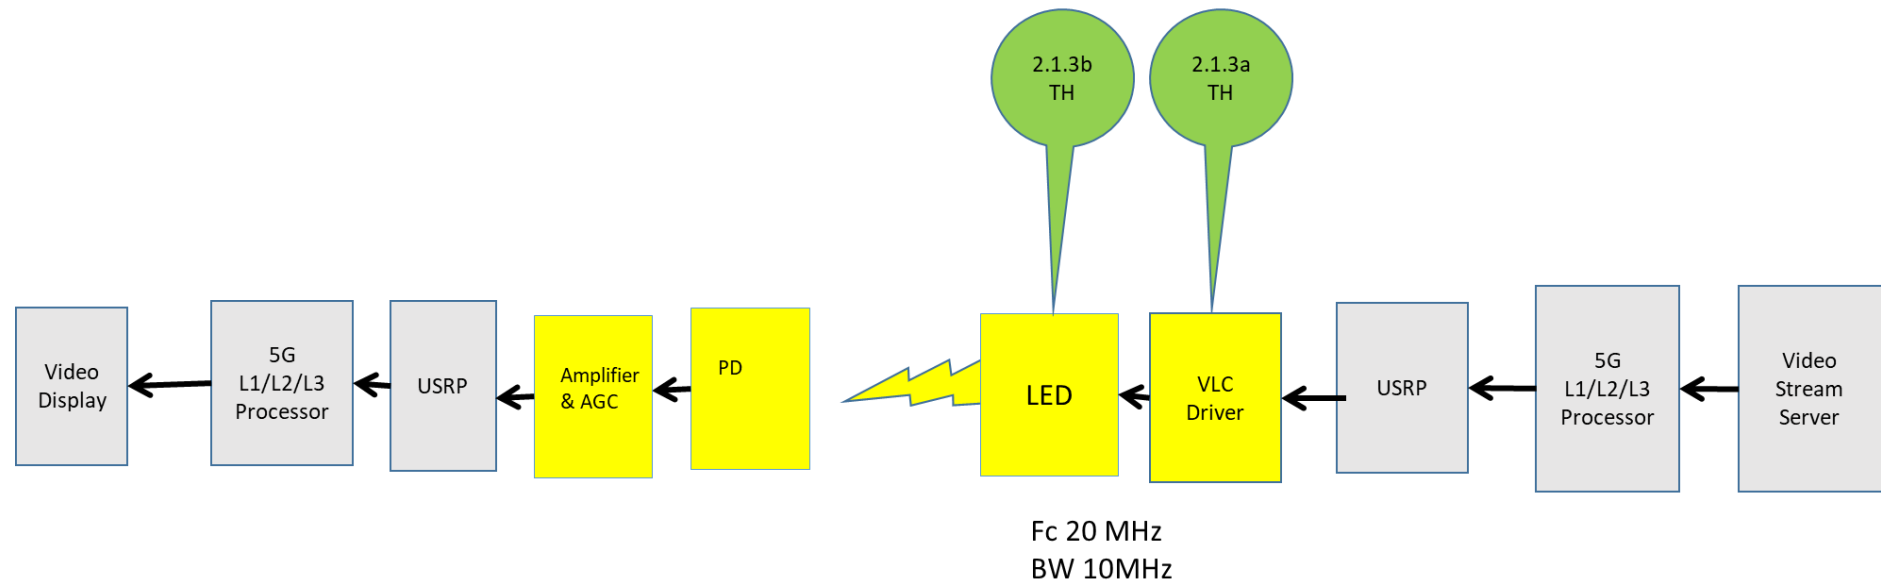 2.1.3b
TH
2.1.3a
TH
Video
Display
5G
L1/L2/L3
Processor
USRP
Amplifier
& AGC
PD
LED
VLC
Driver
USRP
5G
L1/L2/L3
Processor
Video
Stream
Server
Fc 20 MHz
BW 10MHz